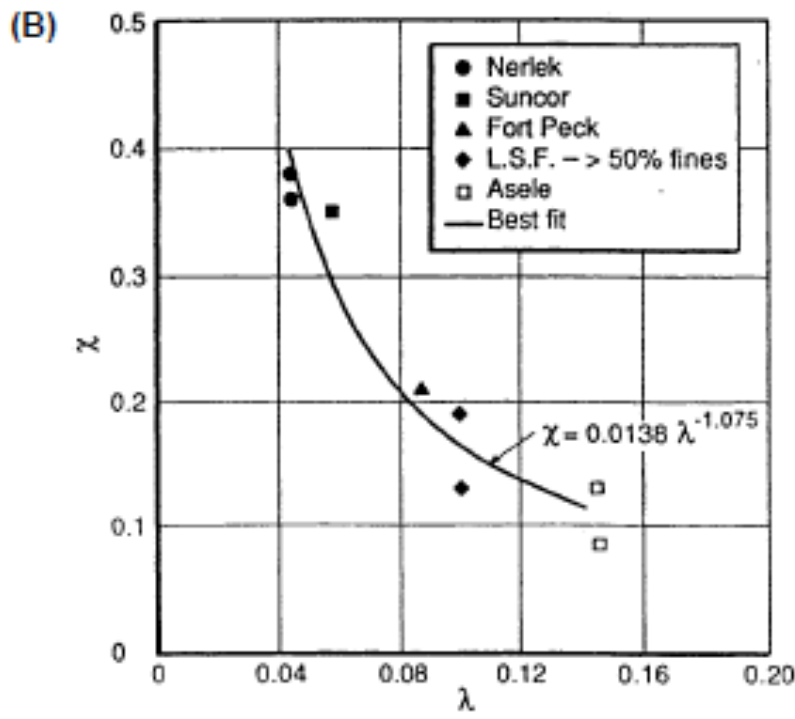 (B)
0.5
0.4
0.3
0.2
0.1
0
χ
Nerlek
Suncor
Fort Peck
L.S.F. – > 50% fines
Asele
Best fit
χ = 0.0138 λ^-1.075
0 0.04 0.08 0.12 0.16 0.20
λ